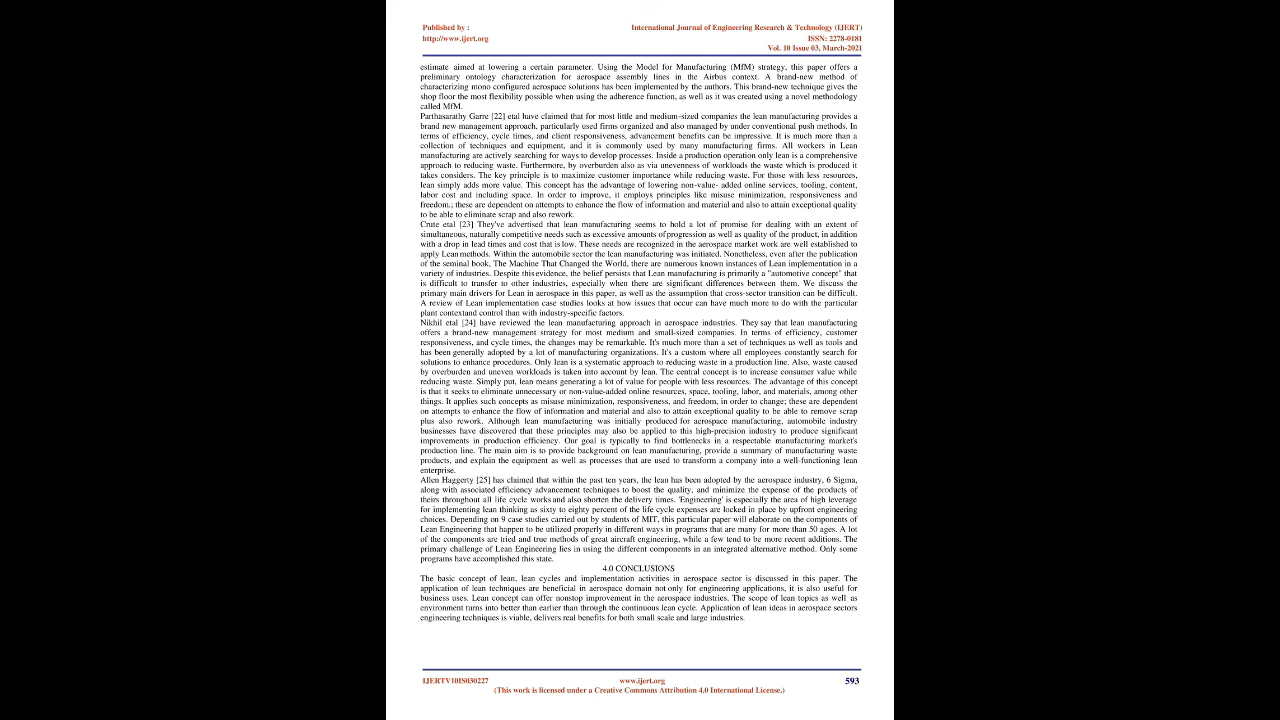 Published by :
International Journal of Engineering Research & Technology (IJERT)
http://www.ijert.org
ISSN: 2278-0181
Vol. 10 Issue 03, March-2021
estimate aimed at lowering a certain parameter. Using the Model for Manufacturing (MfM) strategy, this paper offers a
preliminary ontology characterization for aerospace assembly lines in the Airbus context. A brand-new method of
characterizing mono configured aerospace solutions has been implemented by the authors. This brand-new technique gives the
shop floor the most flexibility possible when using the adherence function, as well as it was created using a novel methodology
called MfM.
Parthasarathy Garre [22] etal have claimed that for most little and medium-sized companies the lean manufacturing provides a
brand new management approach, particularly used firms organized and also managed by under conventional push methods. In
terms of efficiency, cycle times, and client responsiveness, advancement benefits can be impressive. It is much more than a
collection of techniques and equipment, and it is commonly used by many manufacturing firms. All workers in Lean
manufacturing are actively searching for ways to develop processes. Inside a production operation only lean is a comprehensive
approach to reducing waste. Furthermore, by overburden also as via unevenness of workloads the waste which is produced it
takes considers. The key principle is to maximize customer importance while reducing waste. For those with less resources,
lean simply adds more value. This concept has the advantage of lowering non-value- added online services, tooling, content,
labor cost and including space. In order to improve, it employs principles like misuse minimization, responsiveness and
freedom.; these are dependent on attempts to enhance the flow of information and material and also to attain exceptional quality
to be able to eliminate scrap and also rework.
Crute etal [23] They've advertised that lean manufacturing seems to hold a lot of promise for dealing with an extent of
simultaneous, naturally competitive needs such as excessive amounts of progression as well as quality of the product, in addition
with a drop in lead times and cost that is low. These needs are recognized in the aerospace market work are well established to
apply Lean methods. Within the automobile sector the lean manufacturing was initiated. Nonetheless, even after the publication
of the seminal book, The Machine That Changed the World, there are numerous known instances of Lean implementation in a
variety of industries. Despite this evidence, the belief persists that Lean manufacturing is primarily a "automotive concept" that
is difficult to transfer to other industries, especially when there are significant differences between them. We discuss the
primary main drivers for Lean in aerospace in this paper, as well as the assumption that cross-sector transition can be difficult.
A review of Lean implementation case studies looks at how issues that occur can have much more to do with the particular
plant contextand control than with industry-specific factors.
Nikhil etal [24] have reviewed the lean manufacturing approach in aerospace industries. They say that lean manufacturing
offers a brand-new management strategy for most medium and small-sized companies. In terms of efficiency, customer
responsiveness, and cycle times, the changes may be remarkable. It's much more than a set of techniques as well as tools and
has been generally adopted by a lot of manufacturing organizations. It's a custom where all employees constantly search for
solutions to enhance procedures. Only lean is a systematic approach to reducing waste in a production line. Also, waste caused
by overburden and uneven workloads is taken into account by lean. The central concept is to increase consumer value while
reducing waste. Simply put, lean means generating a lot of value for people with less resources. The advantage of this concept
is that it seeks to eliminate unnecessary or non-value-added online resources, space, tooling, labor, and materials, among other
things. It applies such concepts as misuse minimization, responsiveness, and freedom, in order to change; these are dependent
on attempts to enhance the flow of information and material and also to attain exceptional quality to be able to remove scrap
plus also rework. Although lean manufacturing was initially produced for aerospace manufacturing, automobile industry
businesses have discovered that these principles may also be applied to this high-precision industry to produce significant
improvements in production efficiency. Our goal is typically to find bottlenecks in a respectable manufacturing market's
production line. The main aim is to provide background on lean manufacturing, provide a summary of manufacturing waste
products, and explain the equipment as well as processes that are used to transform a company into a well-functioning lean
enterprise.
Allen Haggerty [25] has claimed that within the past ten years, the lean has been adopted by the aerospace industry, 6 Sigma,
along with associated efficiency advancement techniques to boost the quality, and minimize the expense of the products of
theirs throughout all life cycle works and also shorten the delivery times. 'Engineering' is especially the area of high leverage
for implementing lean thinking as sixty to eighty percent of the life cycle expenses are locked in place by upfront engineering
choices. Depending on 9 case studies carried out by students of MIT, this particular paper will elaborate on the components of
Lean Engineering that happen to be utilized properly in different ways in programs that are many for more than 50 ages. A lot
of the components are tried and true methods of great aircraft engineering, while a few tend to be more recent additions. The
primary challenge of Lean Engineering lies in using the different components in an integrated alternative method. Only some
programs have accomplished this state.
4.0 CONCLUSIONS
The basic concept of lean, lean cycles and implementation activities in aerospace sector is discussed in this paper. The
application of lean techniques are beneficial in aerospace domain not only for engineering applications, it is also useful for
business uses. Lean concept can offer nonstop improvement in the aerospace industries. The scope of lean topics as well as
environment turns into better than earlier than through the continuous lean cycle. Application of lean ideas in aerospace sectors
engineering techniques is viable, delivers real benefits for both small scale and large industries.
IJERTV10IS030227
www.ijert.org
593
(This work is licensed under a Creative Commons Attribution 4.0 International License.)